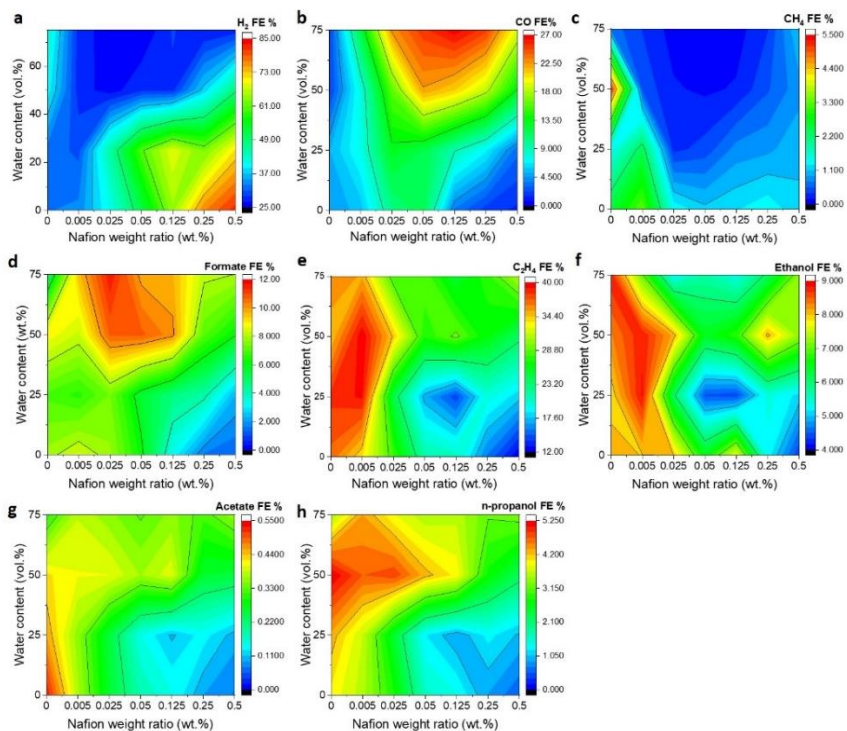 a
H2 FE %
Water content (vol.%)
60
40
20
0
0 0.005 0.025 0.05 0.125 0.25 0.5
Nafion weight ratio (wt.%)
85.00
73.00
61.00
49.00
37.00
25.00
b
CO FE%
Water content (vol.%)
75
50
25
0
0 0.005 0.025 0.05 0.125 0.25 0.5
Nafion weight ratio (wt.%)
27.00
21.60
16.20
10.80
5.400
0.000
c
CH4 FE %
Water content (vol.%)
75
50
25
0
0 0.005 0.025 0.05 0.125 0.25 0.5
Nafion weight ratio (wt.%)
5.500
4.400
3.300
2.200
1.100
0.000
d
Formate FE %
Water content (wt.%)
75
50
25
0
0 0.005 0.025 0.05 0.125 0.25 0.5
Nafion weight ratio (wt.%)
12.00
10.00
8.000
6.000
4.000
2.000
0.000
e
C2H4 FE %
Water content (vol.%)
75
50
25
0
0 0.005 0.025 0.05 0.125 0.25 0.5
Nafion weight ratio (wt.%)
40.00
34.40
28.80
23.20
17.60
12.00
f
Ethanol FE %
Water content (vol.%)
75
50
25
0
0 0.005 0.025 0.05 0.125 0.25 0.5
Nafion weight ratio (wt.%)
9.000
8.000
7.000
6.000
5.000
4.000
g
Acetate FE %
Water content (vol.%)
75
50
25
0
0 0.005 0.025 0.05 0.125 0.25 0.5
Nafion weight ratio (wt.%)
0.5500
0.4400
0.3300
0.2200
0.1100
0.000
h
n-propanol FE %
Water content (vol.%)
75
50
25
0
0 0.005 0.025 0.05 0.125 0.25 0.5
Nafion weight ratio (wt.%)
5.250
4.200
3.150
2.100
1.050
0.000